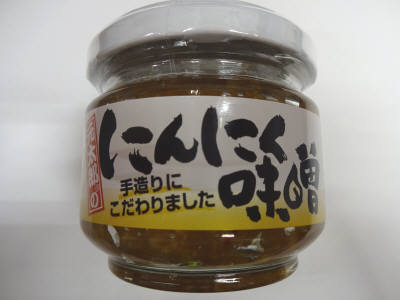 にんにく
味噌
手造りに
こだわりました